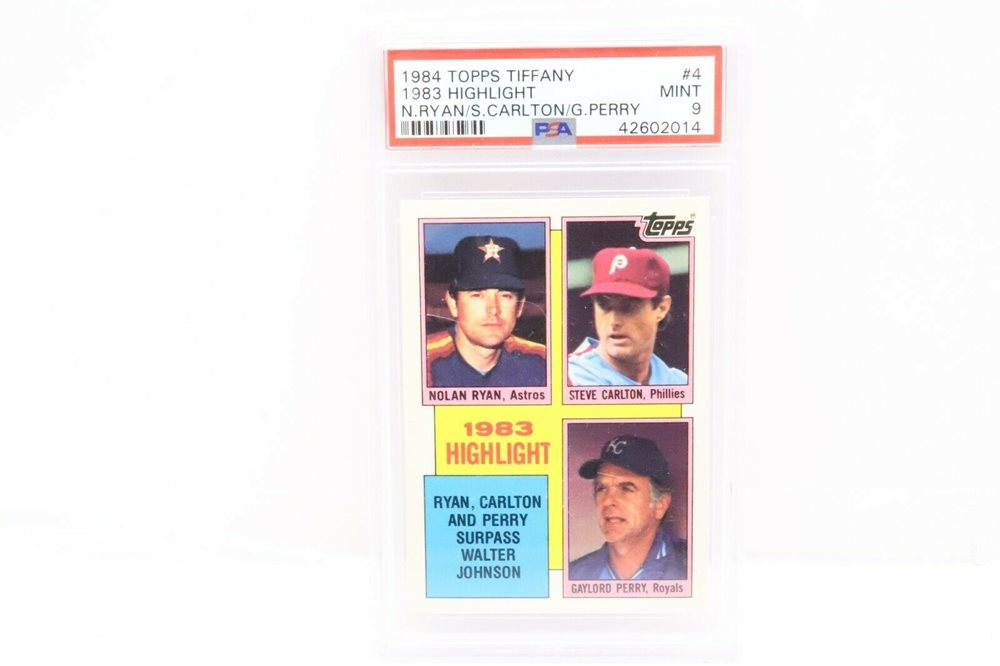 1984 TOPPS TIFFANY #4
1983 HIGHLIGHT MINT
N.RYAN/S.CARLTON/G.PERRY 9
PSA 42602014
topps®
H
P
NOLAN RYAN, Astros
STEVE CARLTON, Phillies
1983
HIGHLIGHT
KC
RYAN, CARLTON
AND PERRY
SURPASS
WALTER
JOHNSON
GAYLORD PERRY, Royals